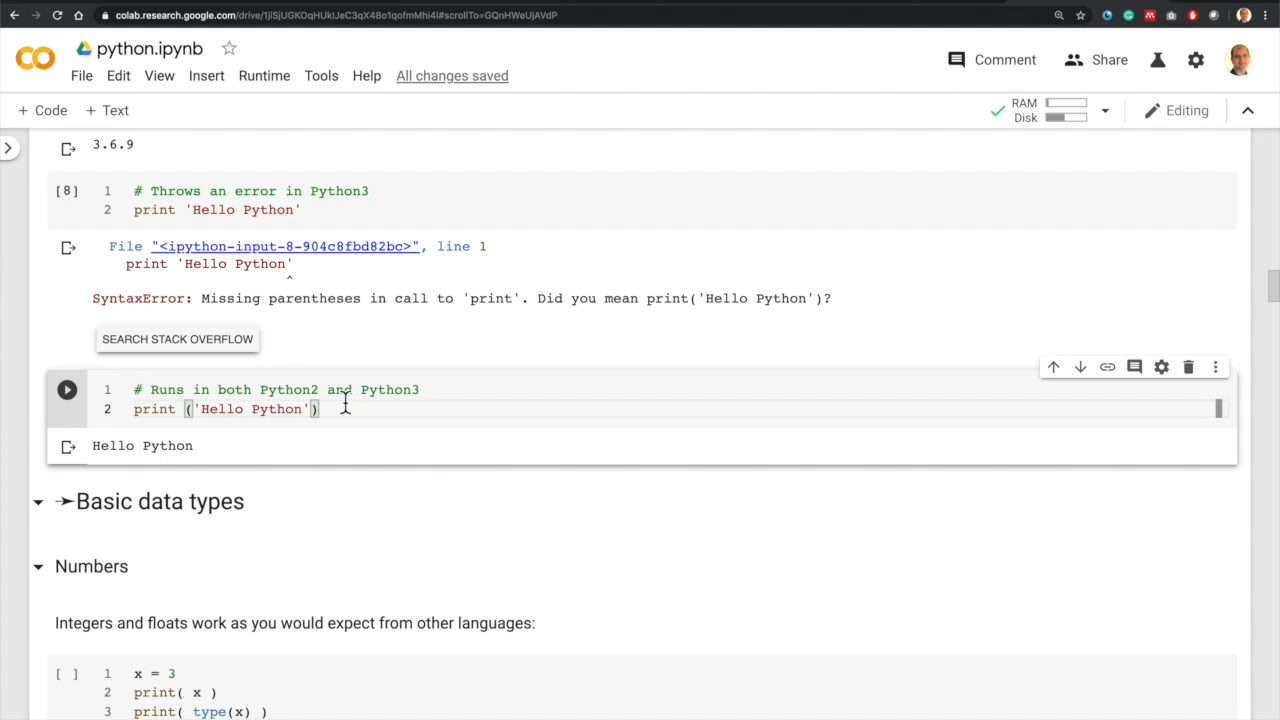 colab.research.google.com/drive/1jiSjUGKOqHUkIJeC3qX48o1qofmMhi4l#scrollTo=GQnHWeUjAVdP
python.ipynb
File Edit View Insert Runtime Tools Help All changes saved
Comment
Share
+ Code + Text
RAM
Disk
Editing
3.6.9
[8] 1 # Throws an error in Python3
2 print 'Hello Python'
File "<ipython-input-8-904c8fbd82bc>", line 1
print 'Hello Python'
^
SyntaxError: Missing parentheses in call to 'print'. Did you mean print('Hello Python')?
SEARCH STACK OVERFLOW
1 # Runs in both Python2 and Python3
2 print ('Hello Python')
Hello Python
Basic data types
Numbers
Integers and floats work as you would expect from other languages:
[ ] 1 x = 3
2 print( x )
3 print( type(x) )